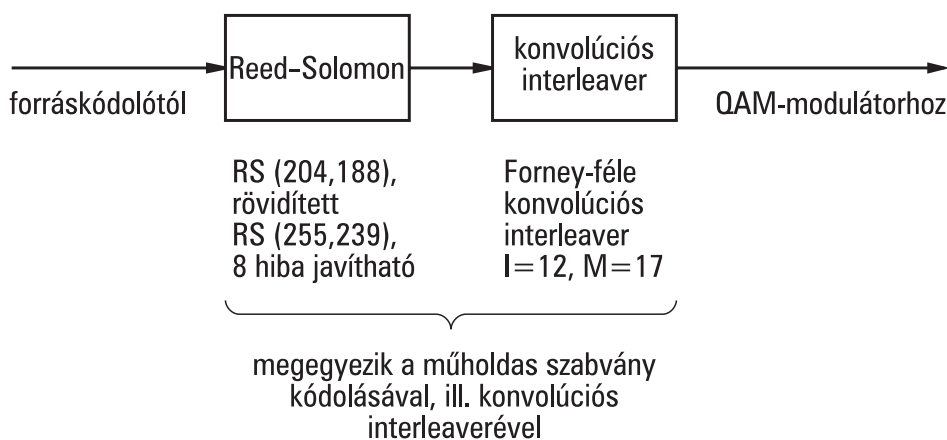 Reed–Solomon
konvolúciós
interleaver
forráskódolótól
QAM-modulátorhoz
RS (204,188),
rövidített
RS (255,239),
8 hiba javítható
Forney-féle
konvolúciós
interleaver
I=12, M=17
megegyezik a műholdas szabvány
kódolásával, ill. konvolúciós
interleaverével